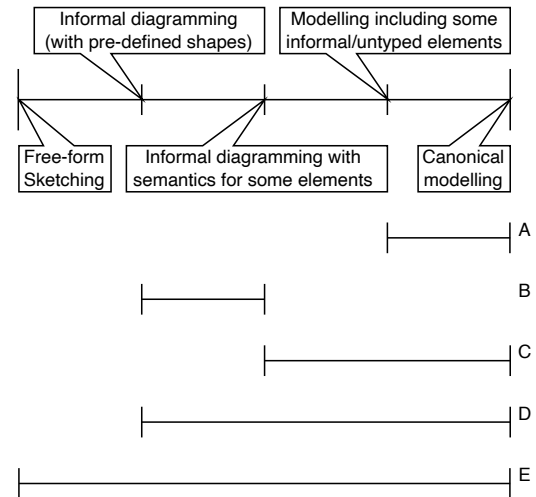 Informal diagramming
(with pre-defined shapes)
Modelling including some
informal/untyped elements
Free-form
Sketching
Informal diagramming with
semantics for some elements
Canonical
modelling
A
B
C
D
E